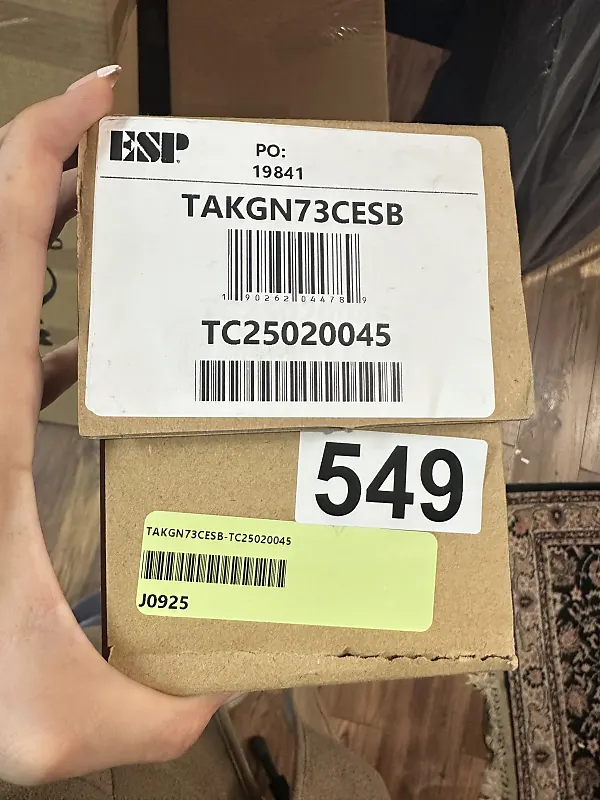 ESP
PO:
19841
TAKGN73CESB
1 90262 04478 9
TC25020045
549
TAKGN73CESB-TC25020045
J0925